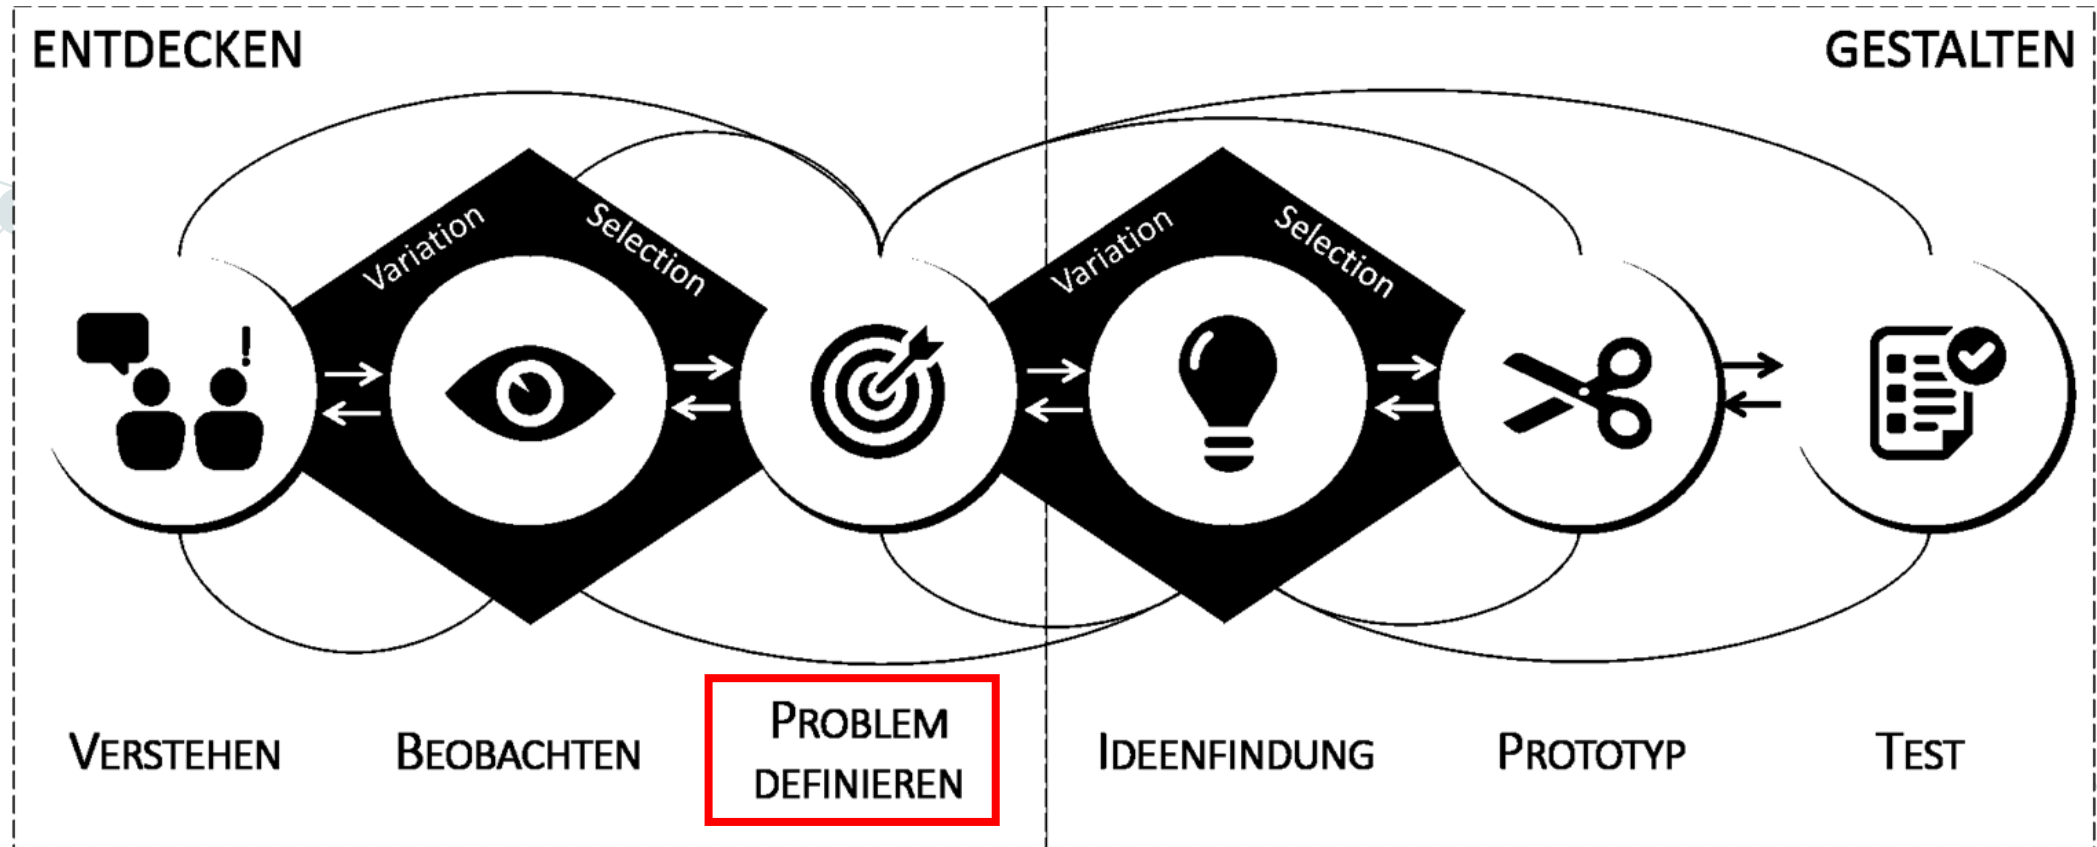 ENTDECKEN
GESTALTEN
Variation
Selection
Variation
Selection
!
VERSTEHEN
BEOBACHTEN
PROBLEM
DEFINIEREN
IDEENFINDUNG
PROTOTYP
TEST